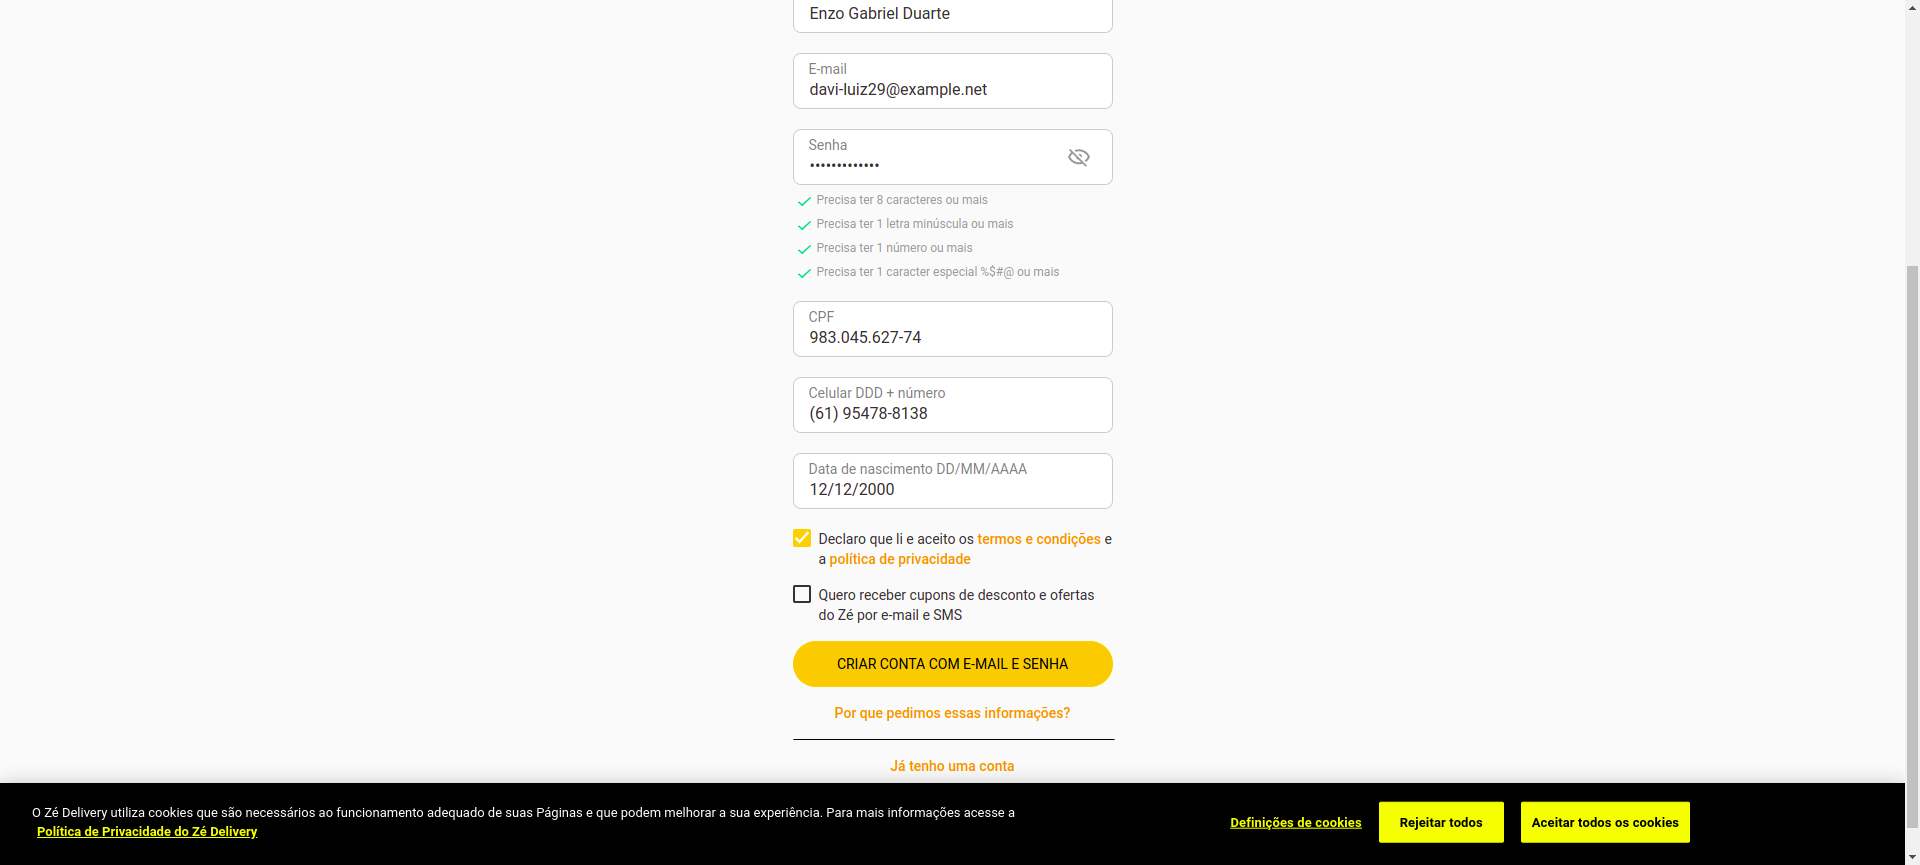 Enzo Gabriel Duarte
E-mail
davi-luiz29@example.net
Senha
•••••••••••••
Precisa ter 8 caracteres ou mais
Precisa ter 1 letra minúscula ou mais
Precisa ter 1 número ou mais
Precisa ter 1 caracter especial %$#@ ou mais
CPF
983.045.627-74
Celular DDD + número
(61) 95478-8138
Data de nascimento DD/MM/AAAA
12/12/2000
Declaro que li e aceito os termos e condições e
a política de privacidade
Quero receber cupons de desconto e ofertas
do Zé por e-mail e SMS
CRIAR CONTA COM E-MAIL E SENHA
Por que pedimos essas informações?
Já tenho uma conta
O Zé Delivery utiliza cookies que são necessários ao funcionamento adequado de suas Páginas e que podem melhorar a sua experiência. Para mais informações acesse a
Política de Privacidade do Zé Delivery
Definições de cookies
Rejeitar todos
Aceitar todos os cookies